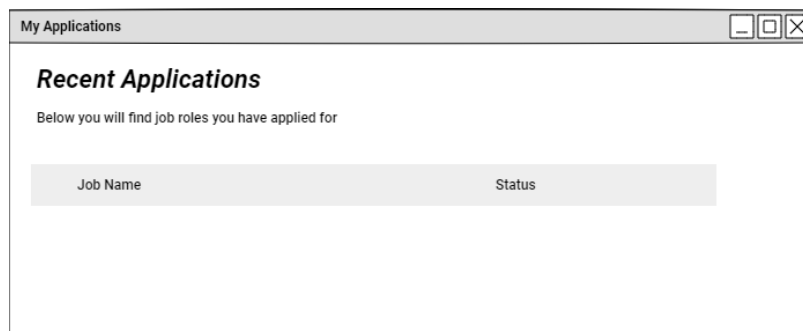 My Applications
Recent Applications
Below you will find job roles you have applied for
Job Name Status